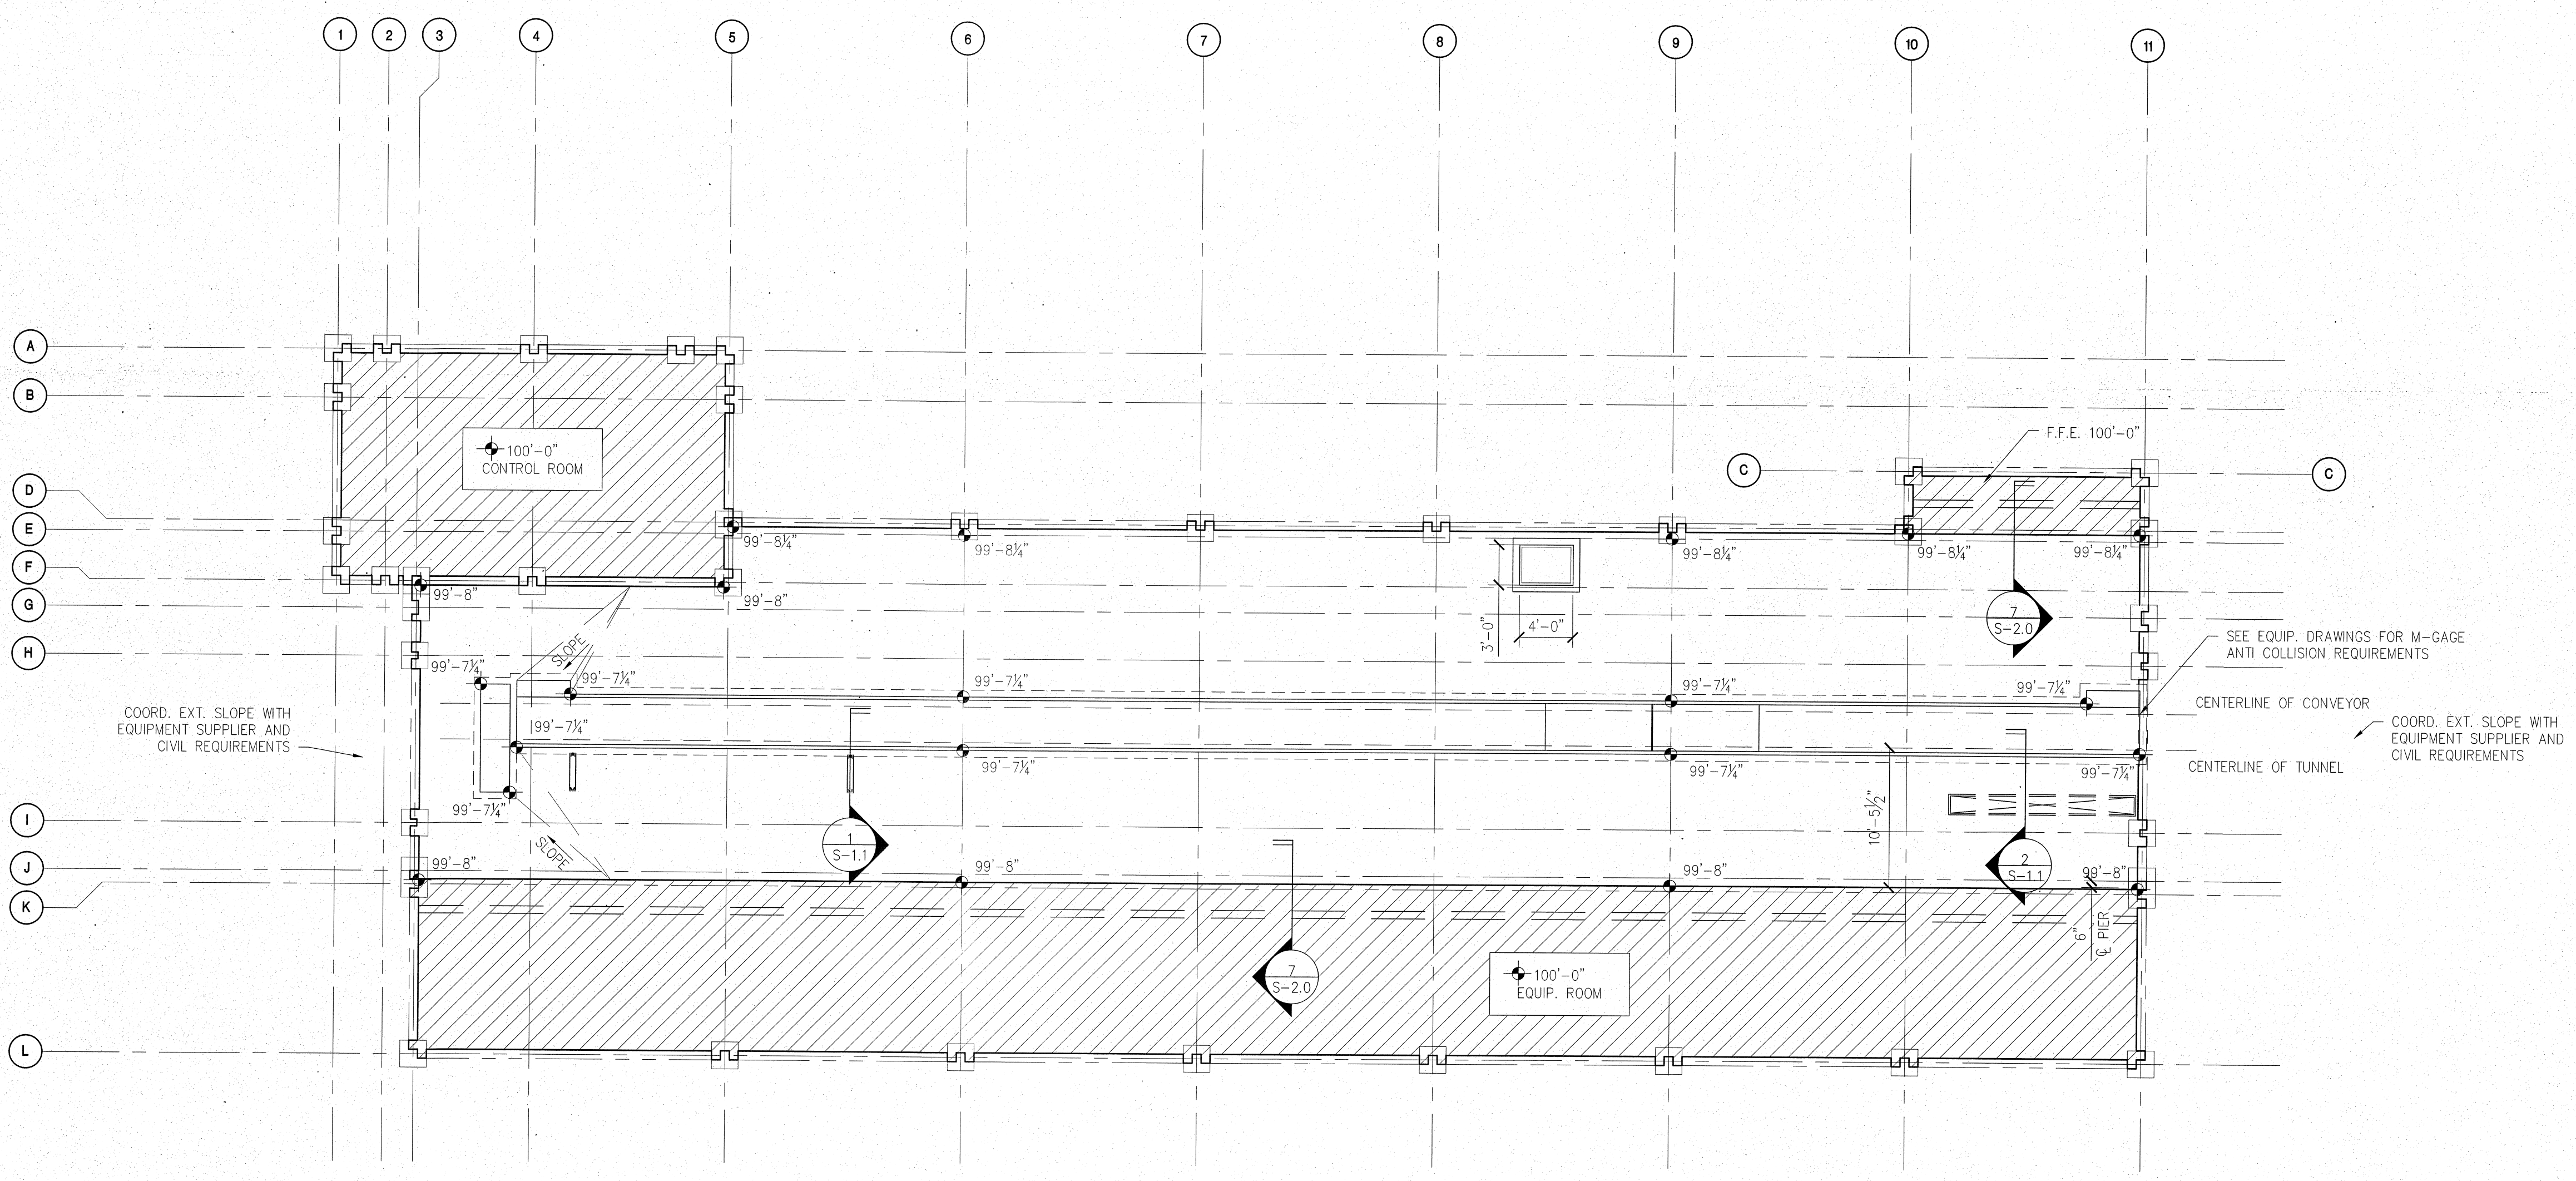 1 2 3 4 5 6 7 8 9 10 11
A
B
F.F.E. 100'-0"
100'-0"
CONTROL ROOM
C
C
D
E
99'-8¼"
99'-8¼"
99'-8¼"
99'-8¼"
99'-8¼"
F
99'-8"
99'-8"
G
7
S-2.0
3'-0"
4'-0"
SEE EQUIP. DRAWINGS FOR M-GAGE
ANTI COLLISION REQUIREMENTS
H
SLOPE
99'-7¼"
99'-7¼"
99'-7¼"
99'-7¼"
99'-7¼"
CENTERLINE OF CONVEYOR
COORD. EXT. SLOPE WITH
EQUIPMENT SUPPLIER AND
CIVIL REQUIREMENTS
COORD. EXT. SLOPE WITH
EQUIPMENT SUPPLIER AND
CIVIL REQUIREMENTS
99'-7¼"
99'-7¼"
99'-7¼"
99'-7¼"
CENTERLINE OF TUNNEL
99'-7¼"
10'-5½"
I
SLOPE
1
S-1.1
2
S-1.1
J
99'-8"
99'-8"
99'-8"
99'-8"
K
6"
℄ PIER
7
S-2.0
100'-0"
EQUIP. ROOM
L